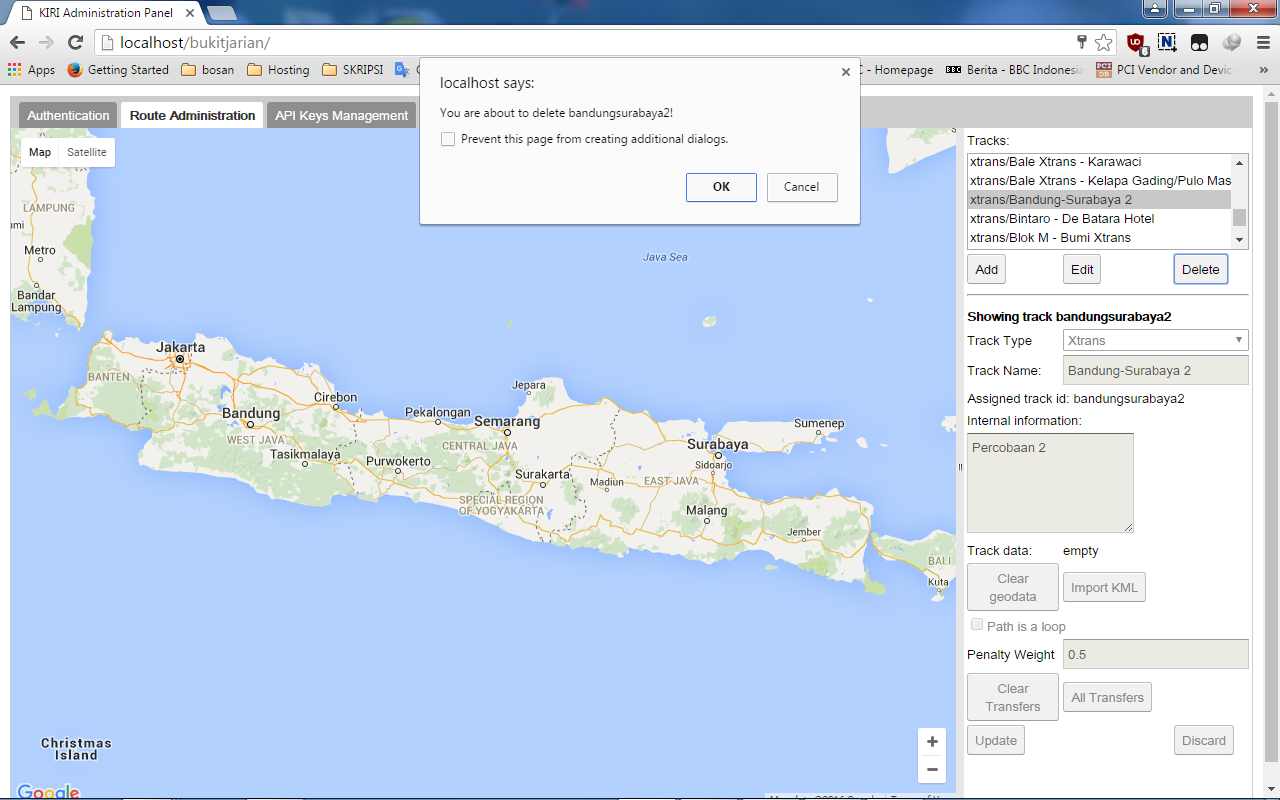 KIRI Administration Panel
localhost/bukitjarian/
6
Apps
Getting Started
bosan
Hosting
SKRIPSI
C - Homepage
BBC
Berita - BBC Indonesia
PCI DB
PCI Vendor and Devic
»
localhost says:
You are about to delete bandungsurabaya2!
Prevent this page from creating additional dialogs.
OK
Cancel
Authentication
Route Administration
API Keys Management
Map
Satellite
LAMPUNG
Metro
Bandar
Lampung
Java Sea
Jakarta
BANTEN
Bandung
Cirebon
WEST JAVA
Tasikmalaya
Pekalongan
Purwokerto
Jepara
Semarang
CENTRAL JAVA
Surakarta
SPECIAL REGION
OF YOGYAKARTA
Madiun
Surabaya
Sidoarjo
EAST JAVA
Malang
Sumenep
Jember
BALI
Kuta
Christmas
Island
+
−
Google
Tracks:
xtrans/Bale Xtrans - Karawaci
xtrans/Bale Xtrans - Kelapa Gading/Pulo Mas
xtrans/Bandung-Surabaya 2
xtrans/Bintaro - De Batara Hotel
xtrans/Blok M - Bumi Xtrans
Add
Edit
Delete
Showing track bandungsurabaya2
Track Type
Xtrans
Track Name:
Bandung-Surabaya 2
Assigned track id: bandungsurabaya2
Internal information:
Percobaan 2
Track data:
empty
Clear
geodata
Import KML
Path is a loop
Penalty Weight
0.5
Clear
Transfers
All Transfers
Update
Discard